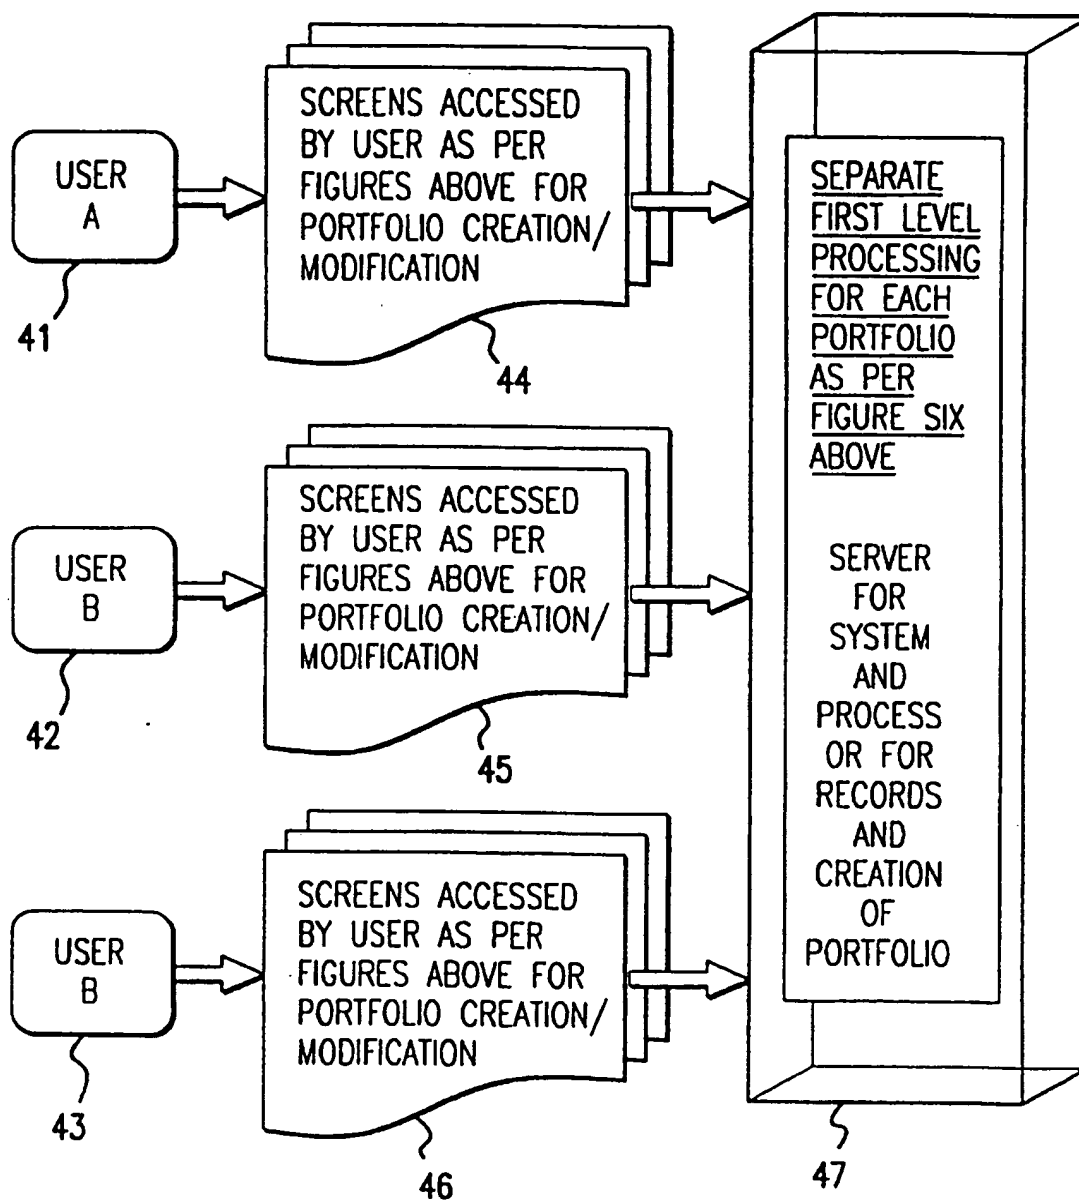 USER
A
41
SCREENS ACCESSED
BY USER AS PER
FIGURES ABOVE FOR
PORTFOLIO CREATION/
MODIFICATION
44
USER
B
42
SCREENS ACCESSED
BY USER AS PER
FIGURES ABOVE FOR
PORTFOLIO CREATION/
MODIFICATION
45
USER
B
43
SCREENS ACCESSED
BY USER AS PER
FIGURES ABOVE FOR
PORTFOLIO CREATION/
MODIFICATION
46
SEPARATE
FIRST LEVEL
PROCESSING
FOR EACH
PORTFOLIO
AS PER
FIGURE SIX
ABOVE
SERVER
FOR
SYSTEM
AND
PROCESS
OR FOR
RECORDS
AND
CREATION
OF
PORTFOLIO
47